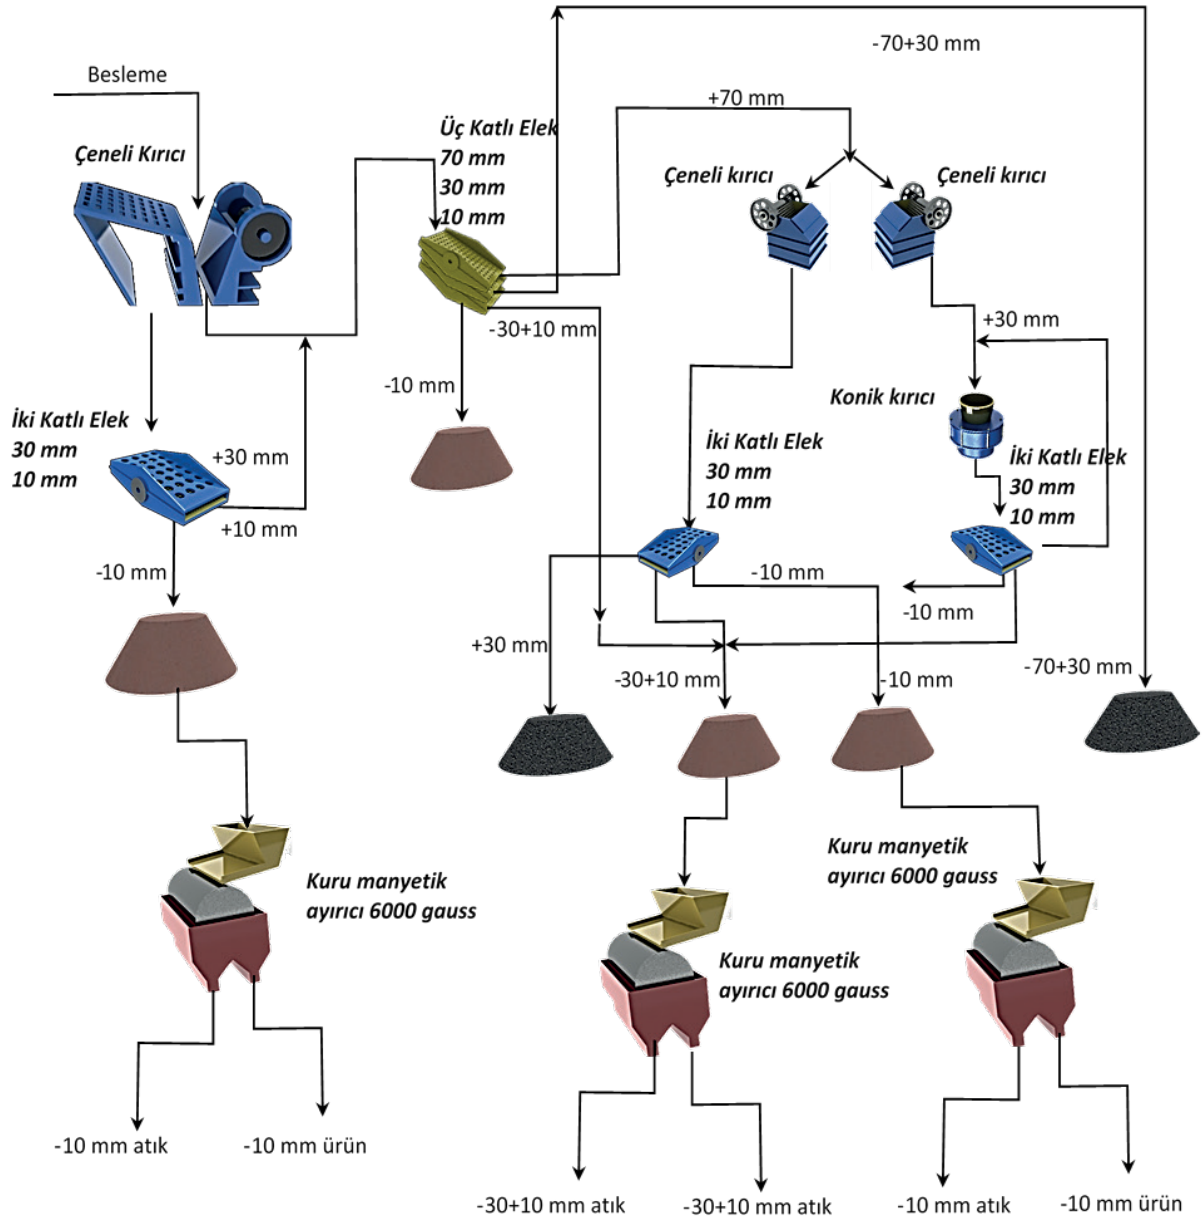 Besleme
-70+30 mm
+70 mm
Üç Katlı Elek
70 mm
30 mm
10 mm
Çeneli Kırıcı
Çeneli kırıcı
Çeneli kırıcı
-30+10 mm
+30 mm
-10 mm
Konik kırıcı
İki Katlı Elek
30 mm
10 mm
+30 mm
+10 mm
İki Katlı Elek
30 mm
10 mm
İki Katlı Elek
30 mm
10 mm
-10 mm
-10 mm
-10 mm
+30 mm
-30+10 mm
-10 mm
-70+30 mm
Kuru manyetik
ayırıcı 6000 gauss
Kuru manyetik
ayırıcı 6000 gauss
Kuru manyetik
ayırıcı 6000 gauss
-10 mm atık
-10 mm ürün
-30+10 mm atık
-30+10 mm atık
-10 mm atık
-10 mm ürün